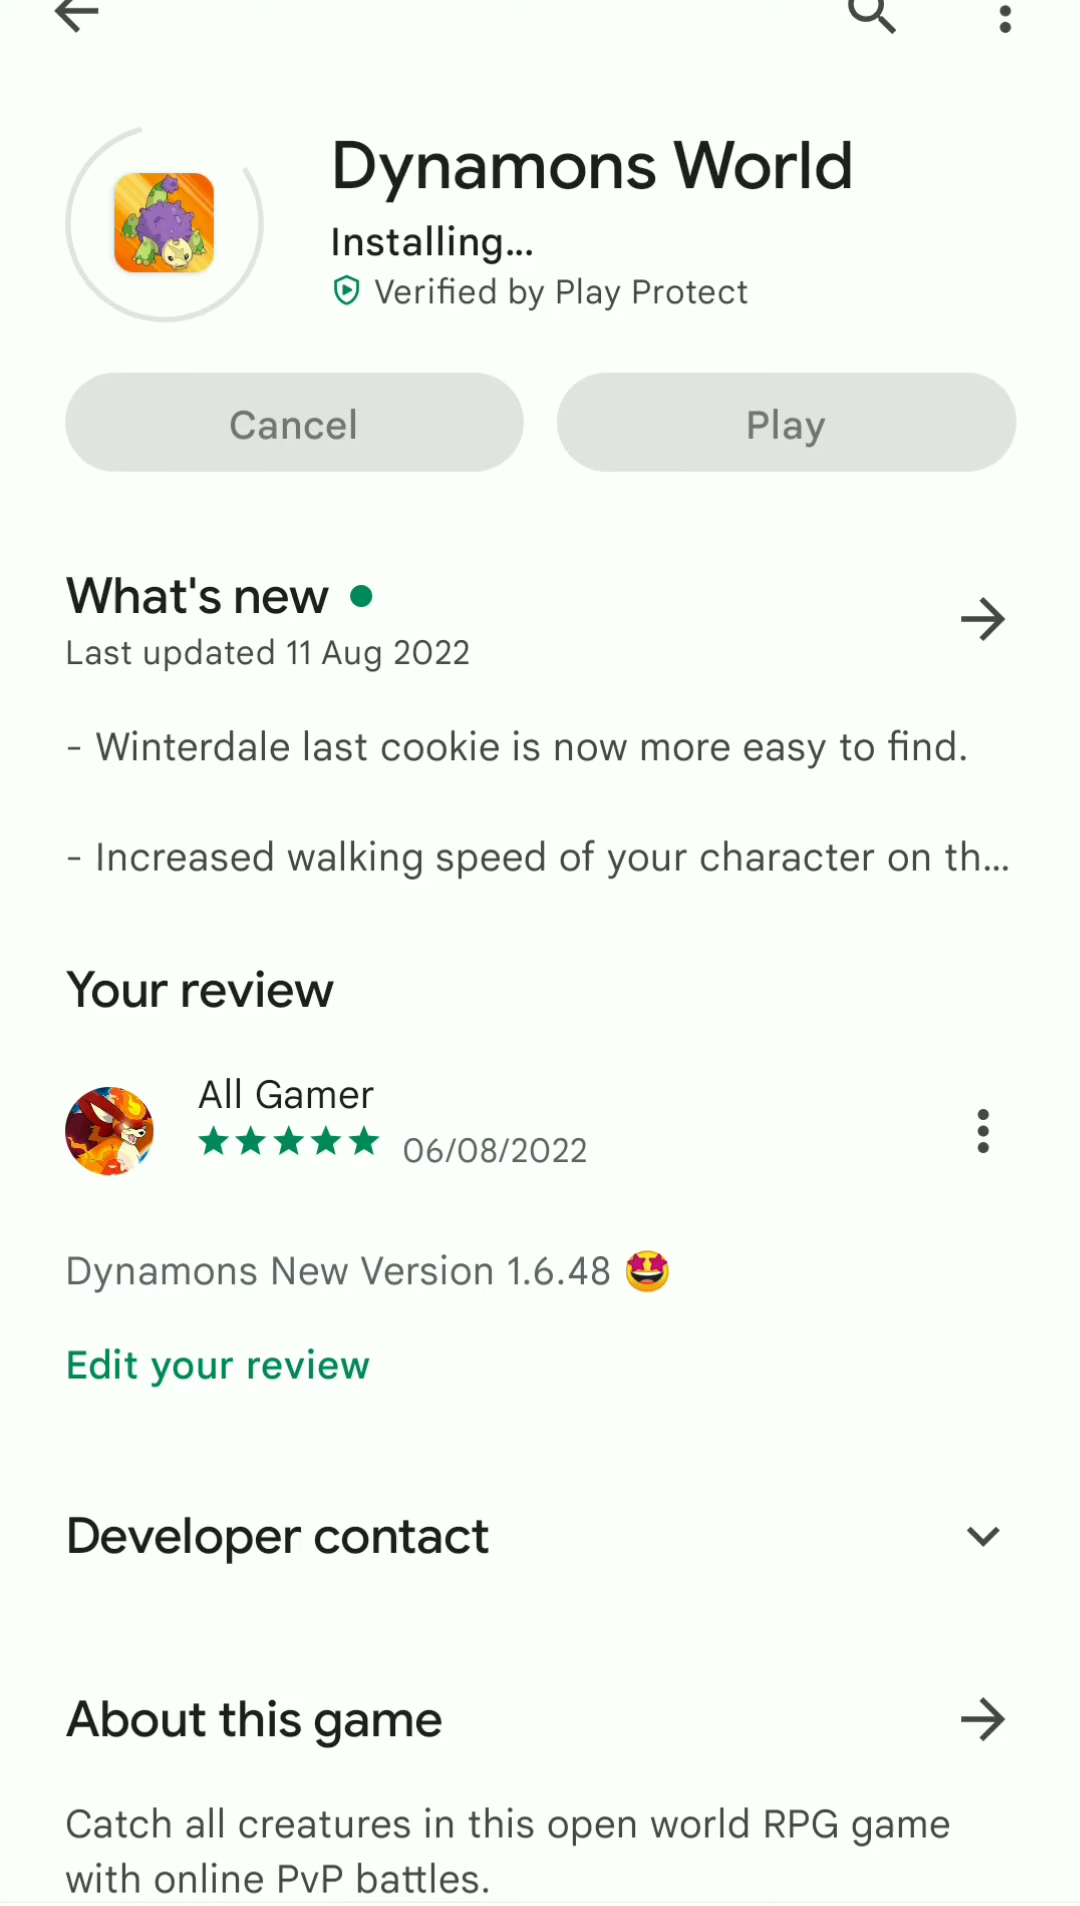 Dynamons World
Installing...
Verified by Play Protect
Cancel
Play
What's new
Last updated 11 Aug 2022
- Winterdale last cookie is now more easy to find.
- Increased walking speed of your character on th...
Your review
All Gamer
06/08/2022
Dynamons New Version 1.6.48 🤩
Edit your review
Developer contact
About this game
Catch all creatures in this open world RPG game
with online PvP battles.